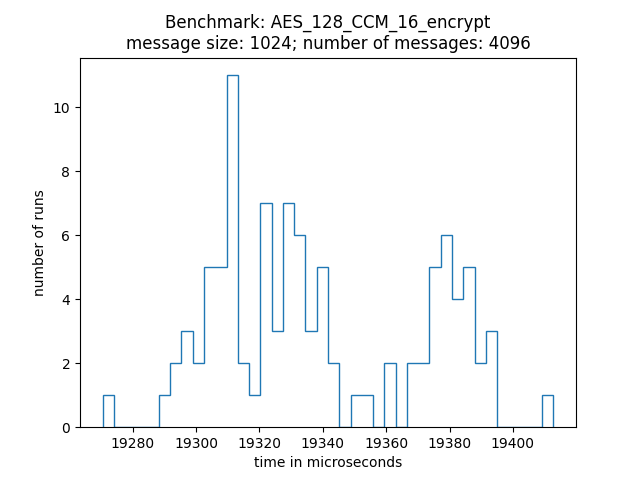 Benchmark: AES_128_CCM_16_encrypt
message size: 1024; number of messages: 4096
10
8
6
4
2
0
number of runs
19280 19300 19320 19340 19360 19380 19400
time in microseconds